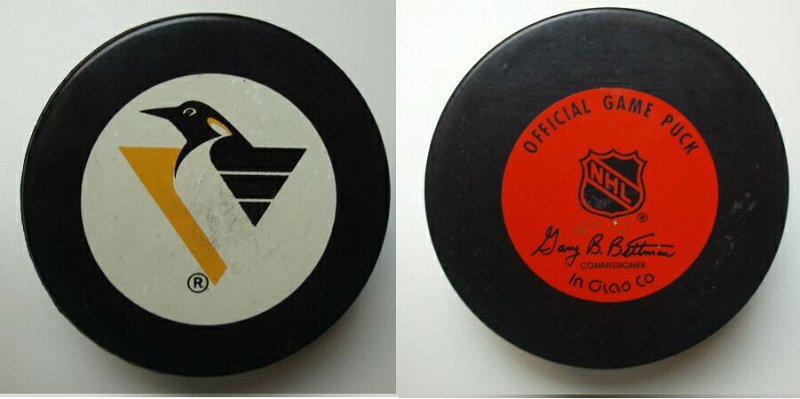 ®
OFFICIAL GAME PUCK
NHL
®
Gary B. Bettman
COMMISSIONER
In Glas Co